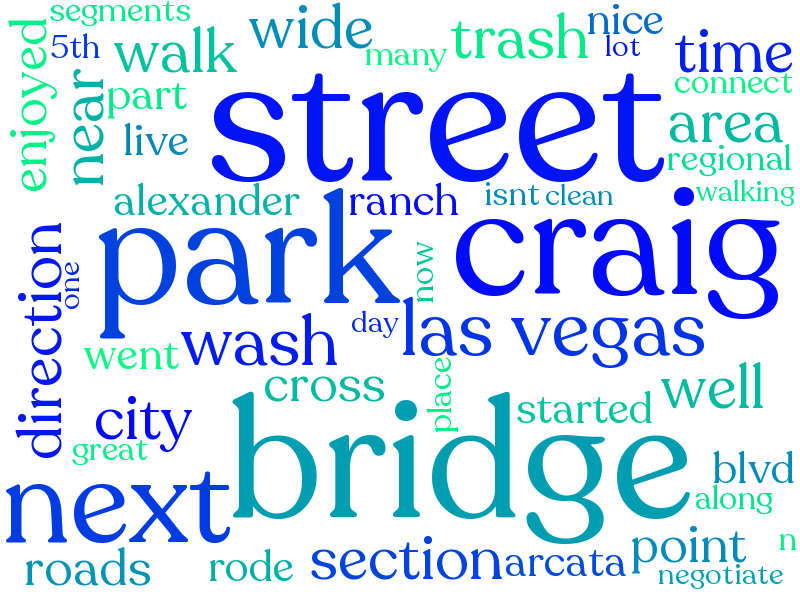 segments
5th
walk
wide
many
trash
nice
lot
time
connect
enjoyed
near
part
live
street
area
regional
alexander
ranch
isnt
clean
walking
park
craig
direction
one
now
day
las vegas
went
wash
cross
place
started
well
city
great
bridge
next
blvd
along
roads
rode
section
arcata
point
n
negotiate